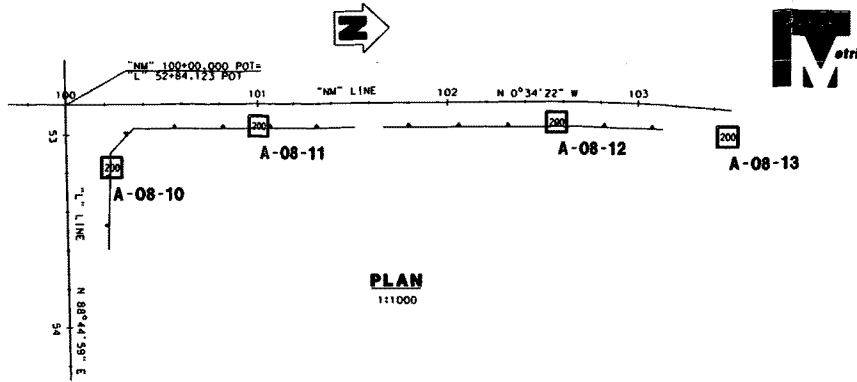 N
M etri
"NM" 100+00.000 POT=
"L" 52+84.123 POT
100
101
"NM" LINE
102
N 0°34'22" W
103
53
200
A-08-10
200
A-08-11
200
A-08-12
200
A-08-13
"L" LINE
N 88°44'59" E
54
PLAN
1:1000